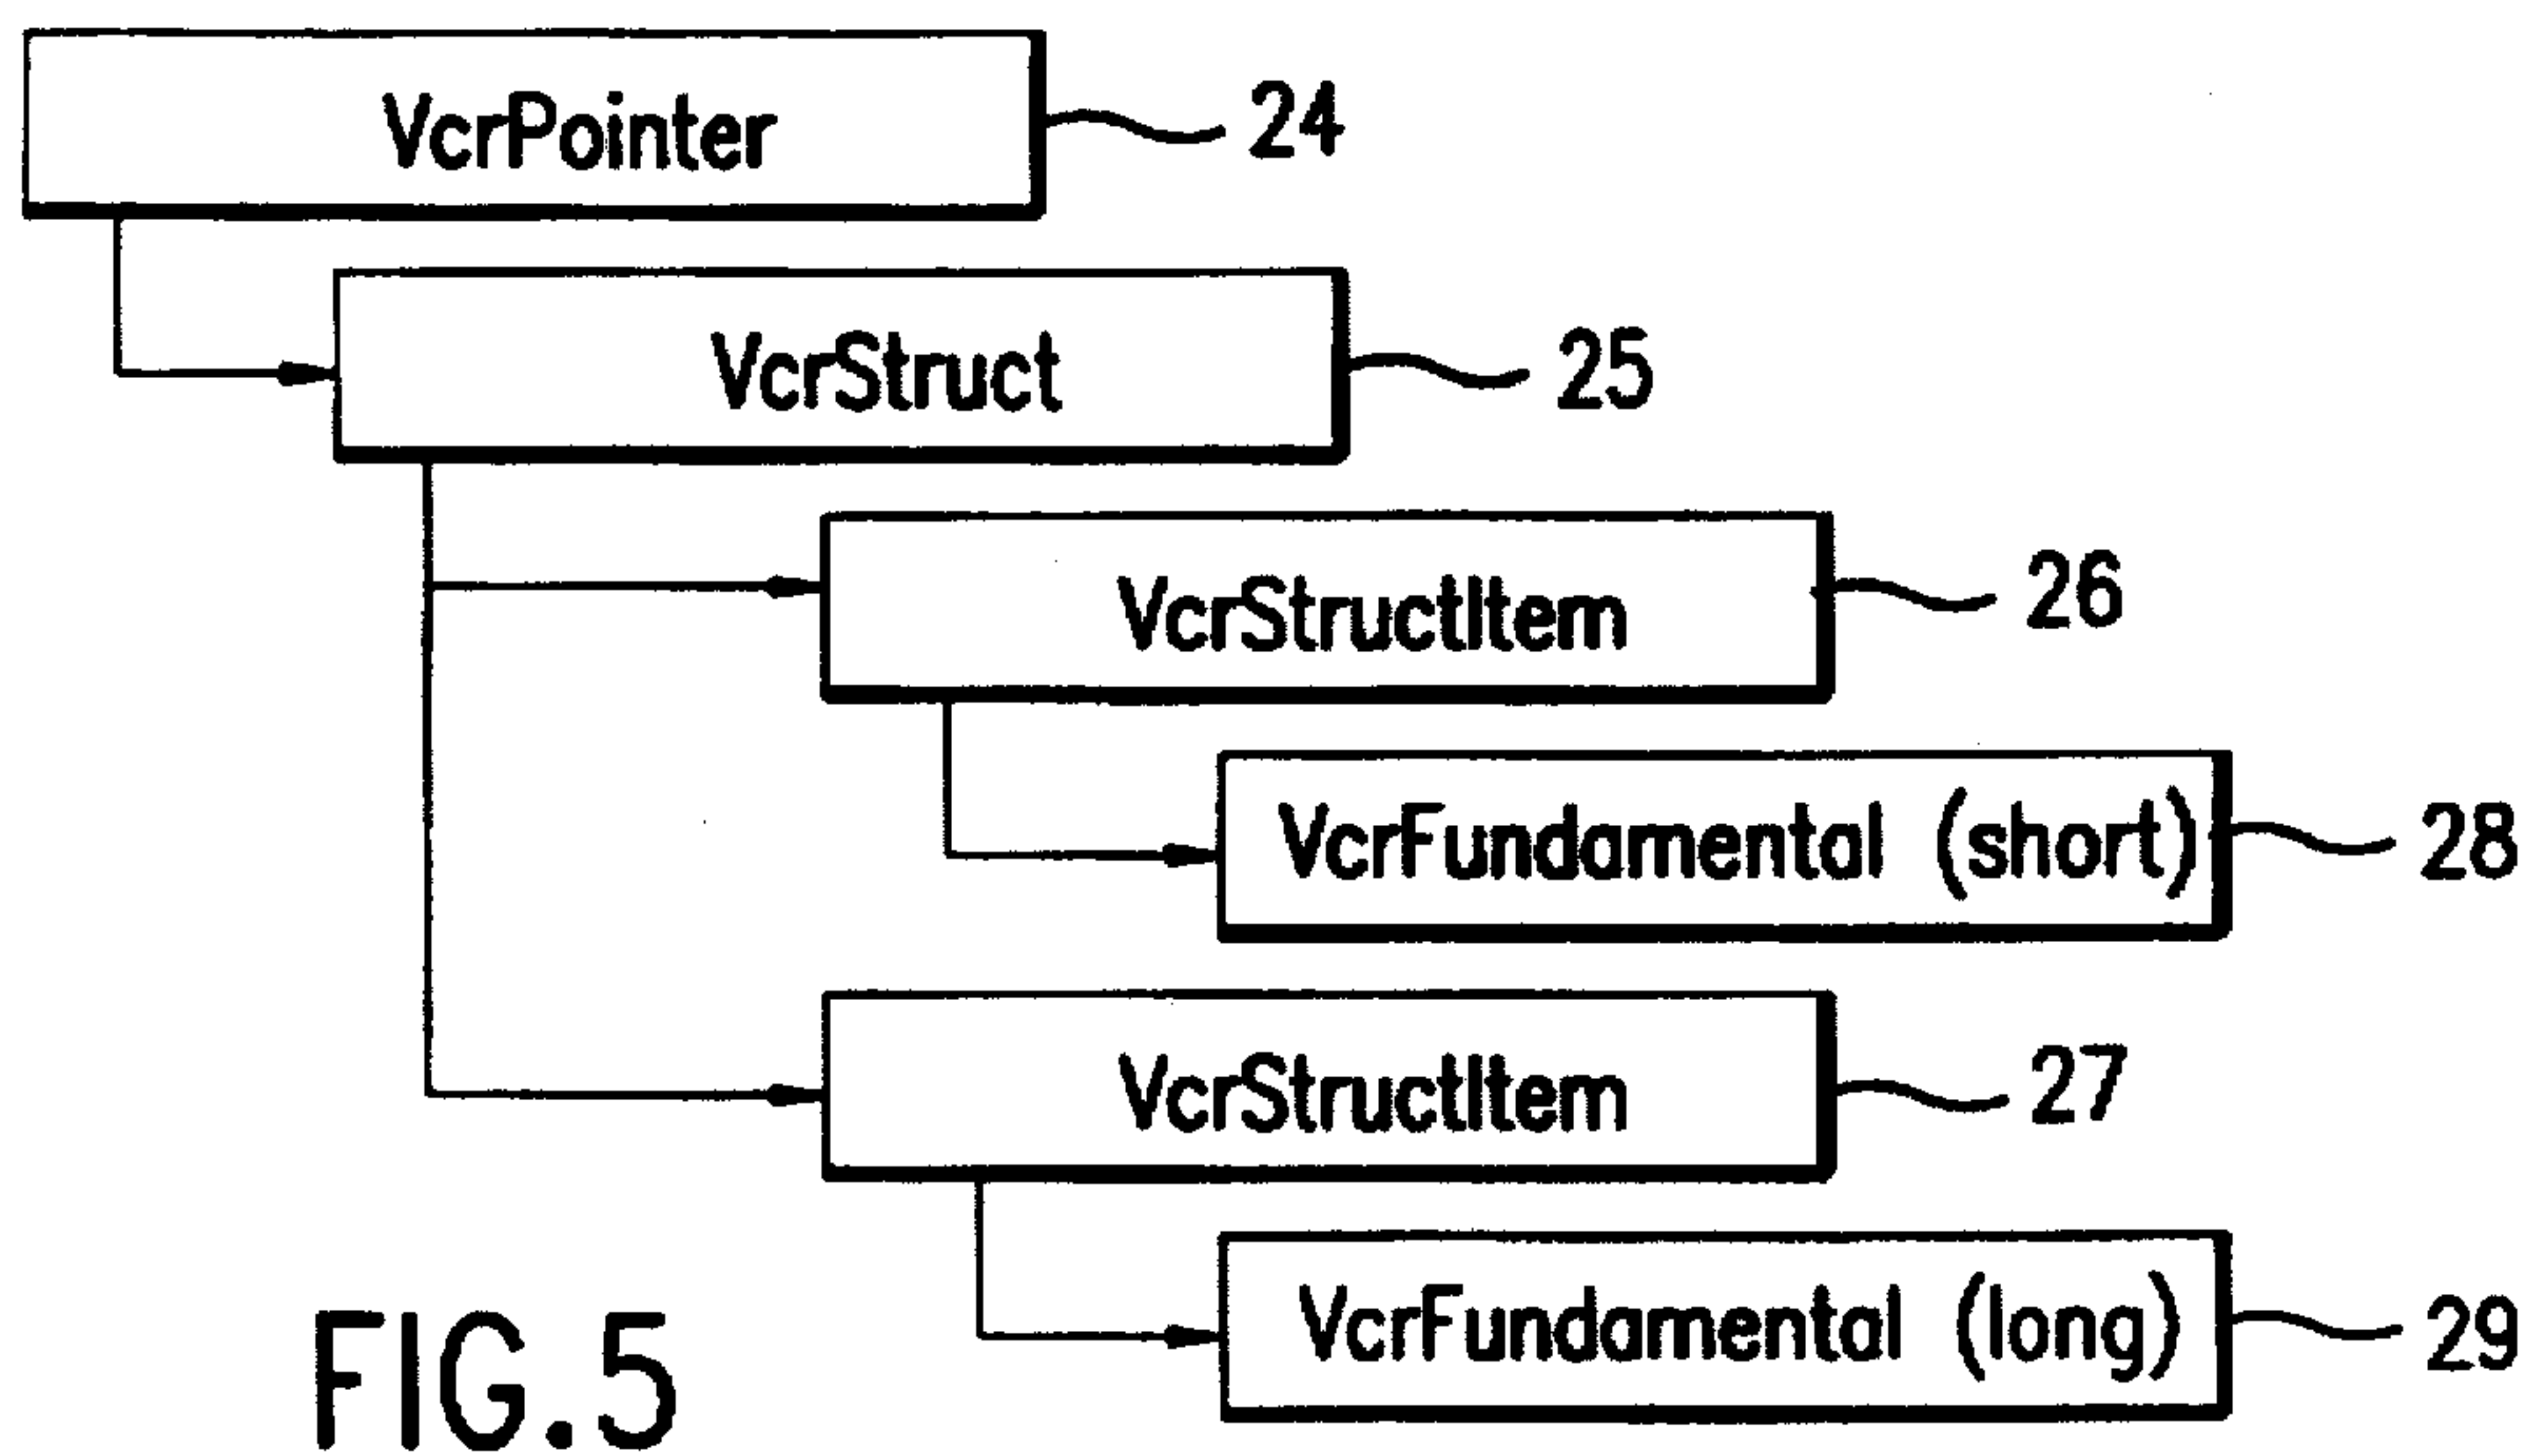 VcrPointer 24
VcrStruct 25
VcrStructItem 26
VcrFundamental (short) 28
VcrStructItem 27
VcrFundamental (long) 29
FIG.5